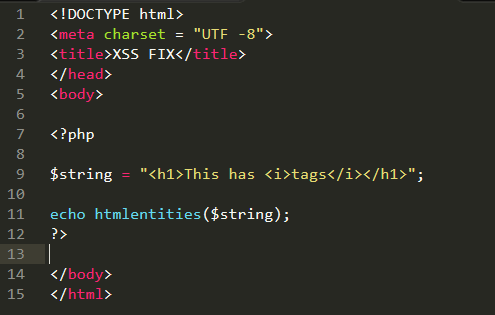 1 <!DOCTYPE html>
2 <meta charset = "UTF -8">
3 <title>XSS FIX</title>
4 </head>
5 <body>
6
7 <?php
8
9 $string = "<h1>This has <i>tags</i></h1>";
10
11 echo htmlentities($string);
12 ?>
13
14 </body>
15 </html>